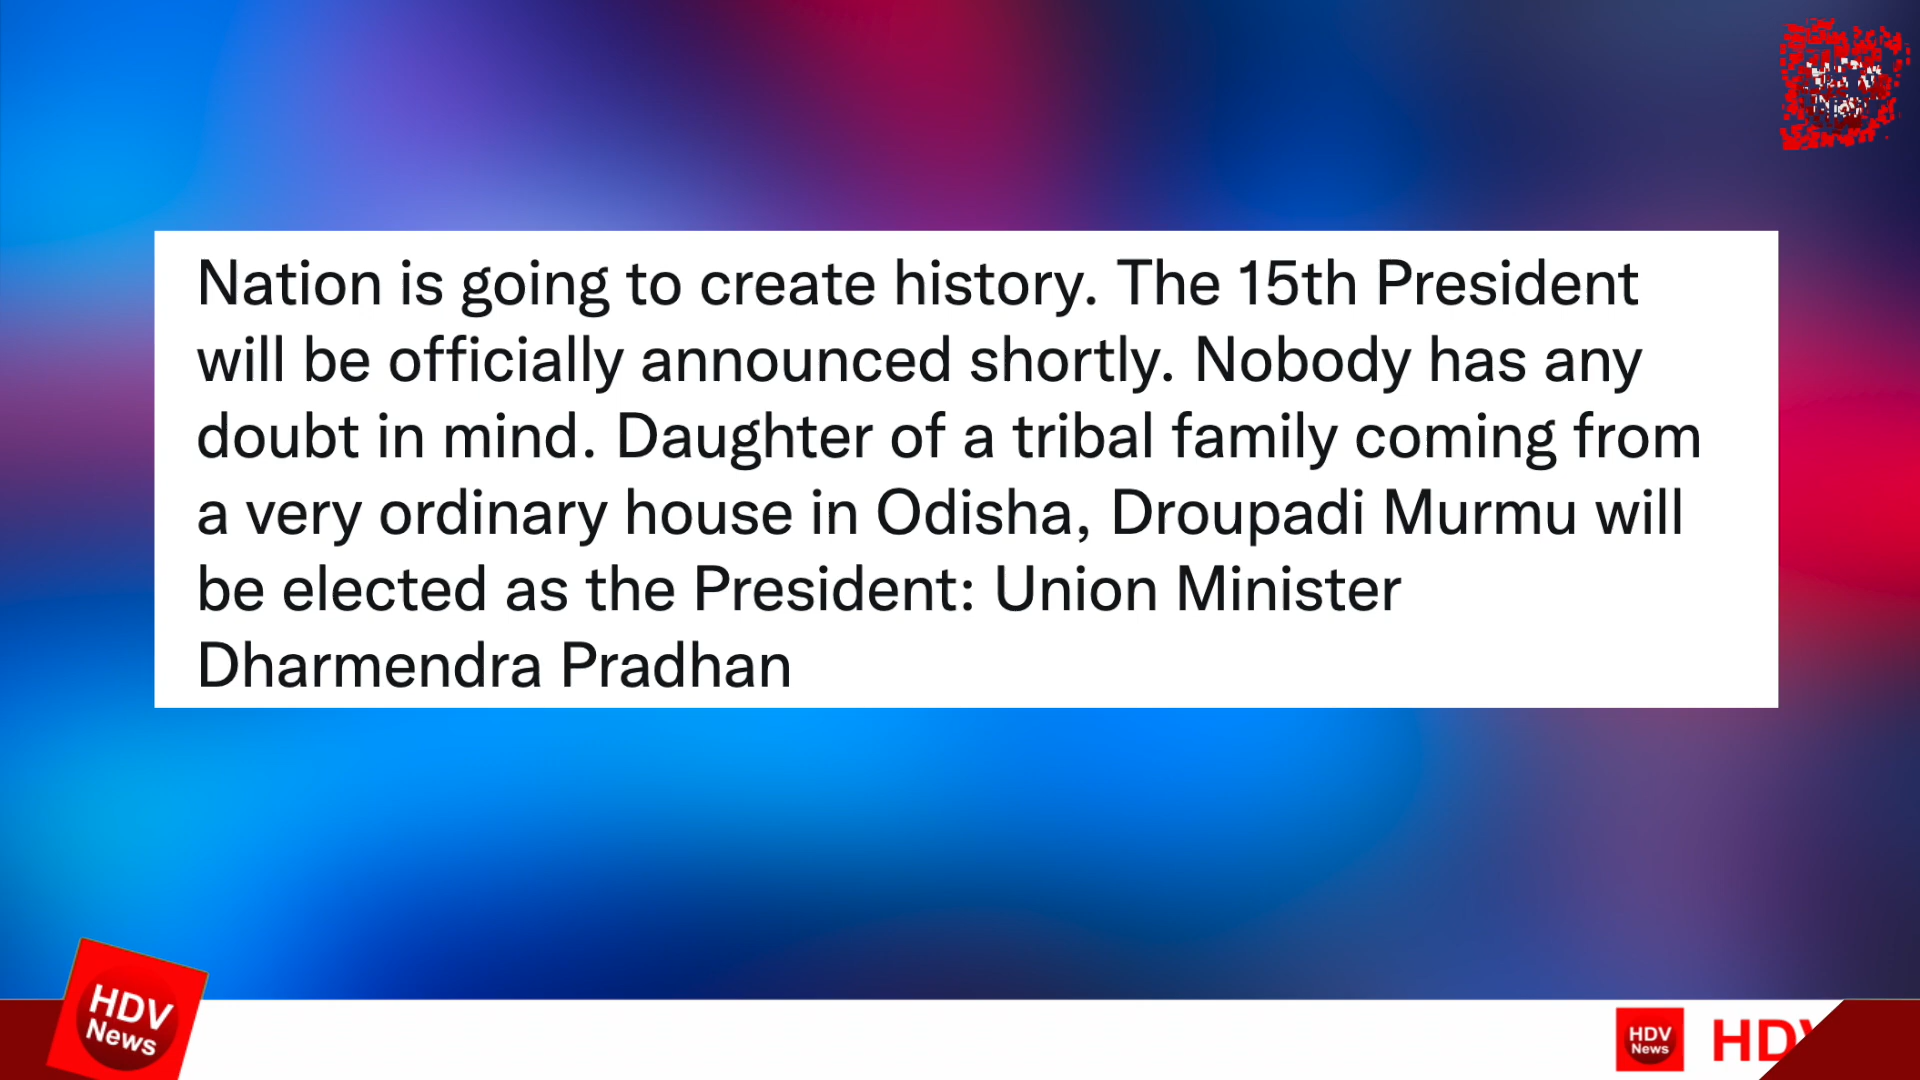 Nation is going to create history. The 15th President
will be officially announced shortly. Nobody has any
doubt in mind. Daughter of a tribal family coming from
a very ordinary house in Odisha, Droupadi Murmu will
be elected as the President: Union Minister
Dharmendra Pradhan
HDV
News
HDV
News
HD